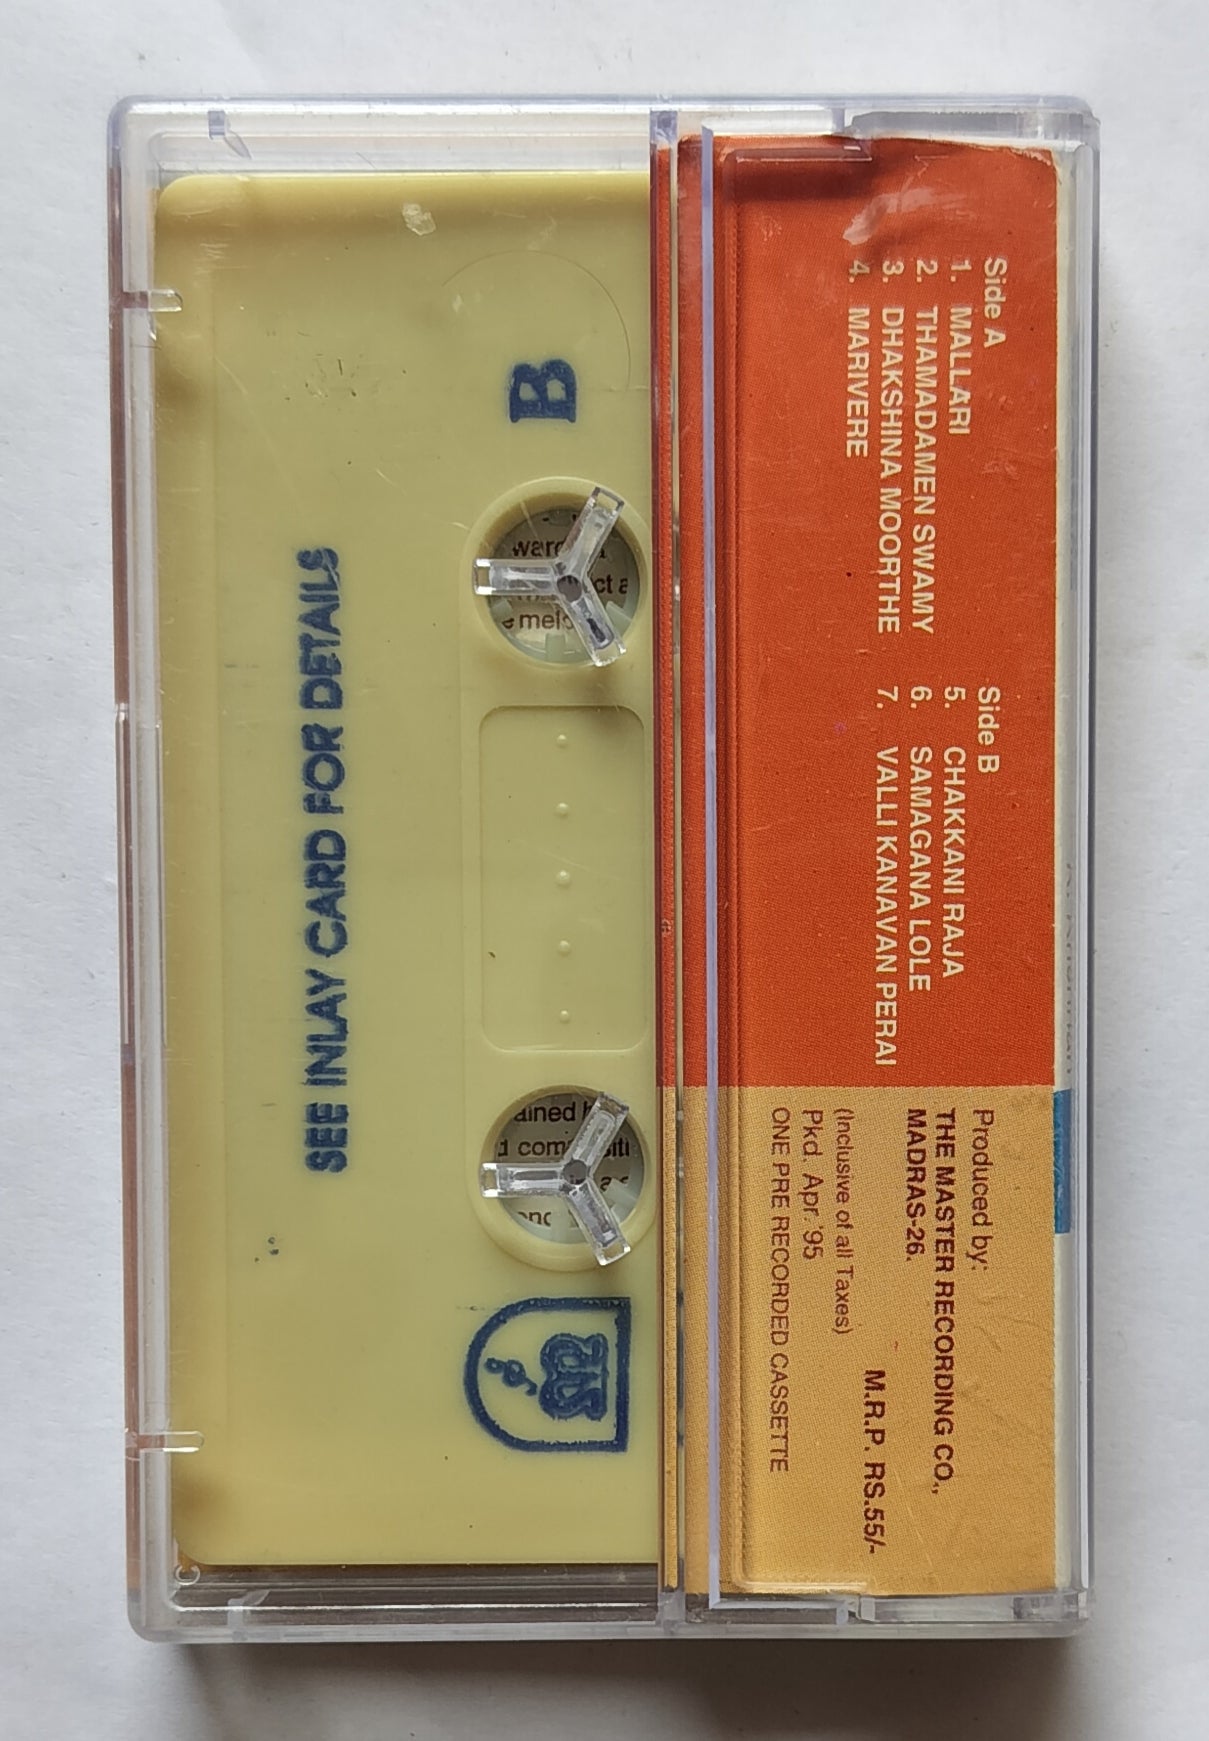 Side A
1. MALLARI
2. THAMADAMEN SWAMY
3. DHAKSHINA MOORTHE
4. MARIVERE
Side B
5. CHAKKANI RAJA
6. SAMAGANA LOLE
7. VALLI KANAVAN PERAI
Produced by:
THE MASTER RECORDING CO.,
MADRAS-26.
M.R.P. RS.55/-
(Inclusive of all Taxes)
Pkd. Apr.'95
ONE PRE RECORDED CASSETTE
B
SEE INLAY CARD FOR DETAILS